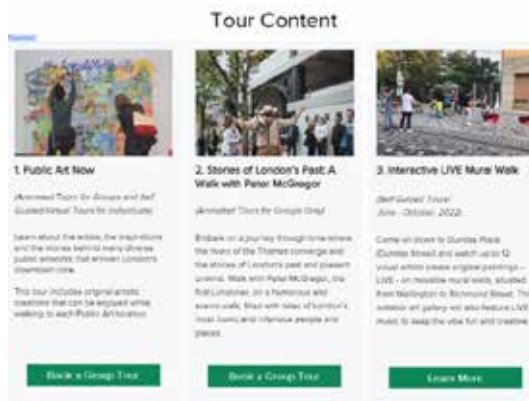 Tour Content
1. Public Art Now
(Animated Tours for Groups and Self
Guided/Virtual Tours for Individuals)
Learn about the artists, the inspirations
and the stories behind many diverse
public artworks that enliven London's
downtown core.
This tour includes original artistic
creations that can be enjoyed while
walking to each Public Art location.
Book a Group Tour
2. Stories of London's Past: A
Walk with Peter McGregor
(Animated Tours for Groups Only)
Embark on a journey through time where
the rivers of the Thames converge and
the stories of London's past and present
Walk with Peter McGregor, the
first Londoner, on a humorous and
walk, filled with tales of London's
most iconic and infamous people and
places.
Book a Group Tour
3. Interactive LIVE Mural Walk
(Self Guided Tour)
June - October, 2022
Come on down to Dundas Place
(Dundas Street) and watch up to 12
visual artists create original paintings –
LIVE - on movable mural walls, situated
from Wellington to Richmond Street. This
outdoor art gallery will also feature LIVE
music to keep the vibe fun and creative.
Learn More